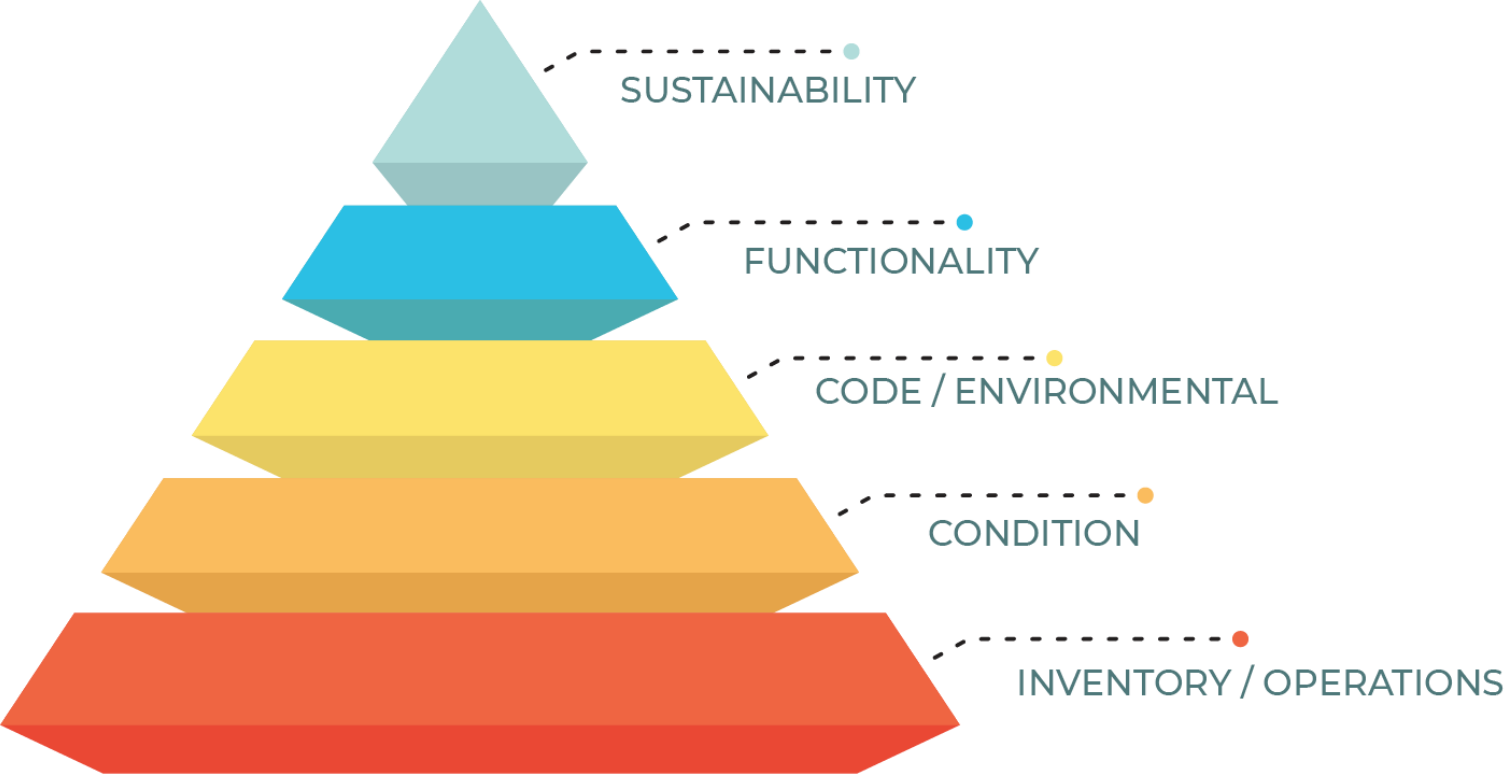 SUSTAINABILITY
FUNCTIONALITY
CODE / ENVIRONMENTAL
CONDITION
INVENTORY / OPERATIONS